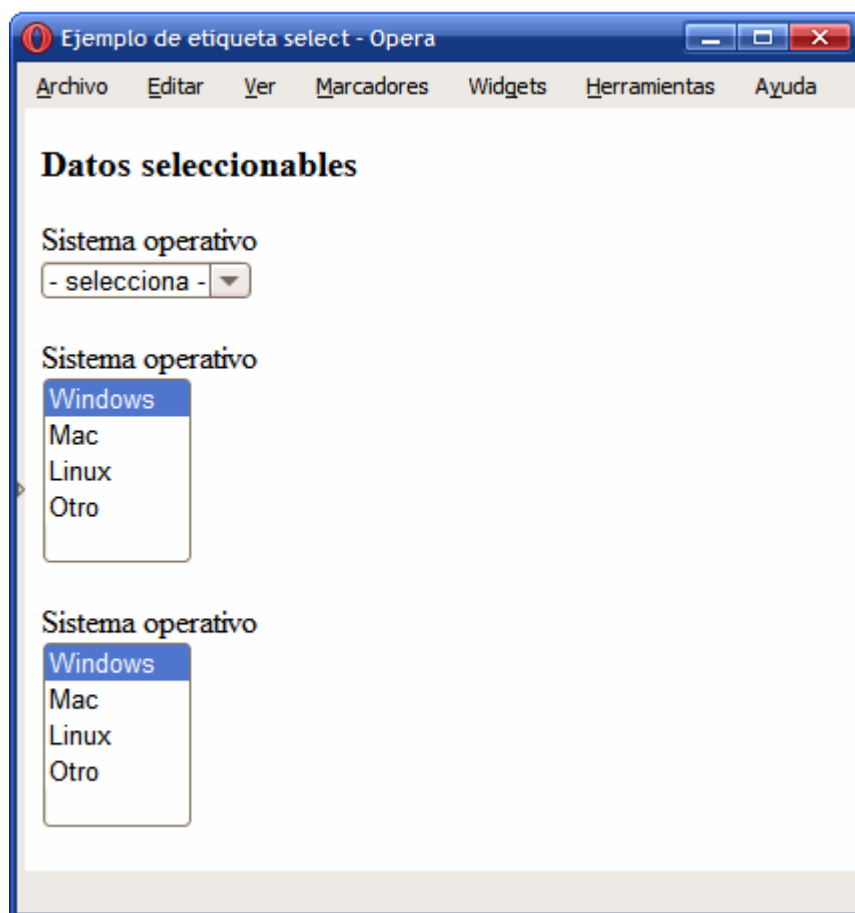 Ejemplo de etiqueta select - Opera
Archivo Editar Ver Marcadores Widgets Herramientas Ayuda
Datos seleccionables
Sistema operativo
- selecciona -
Sistema operativo
Windows
Mac
Linux
Otro
Sistema operativo
Windows
Mac
Linux
Otro